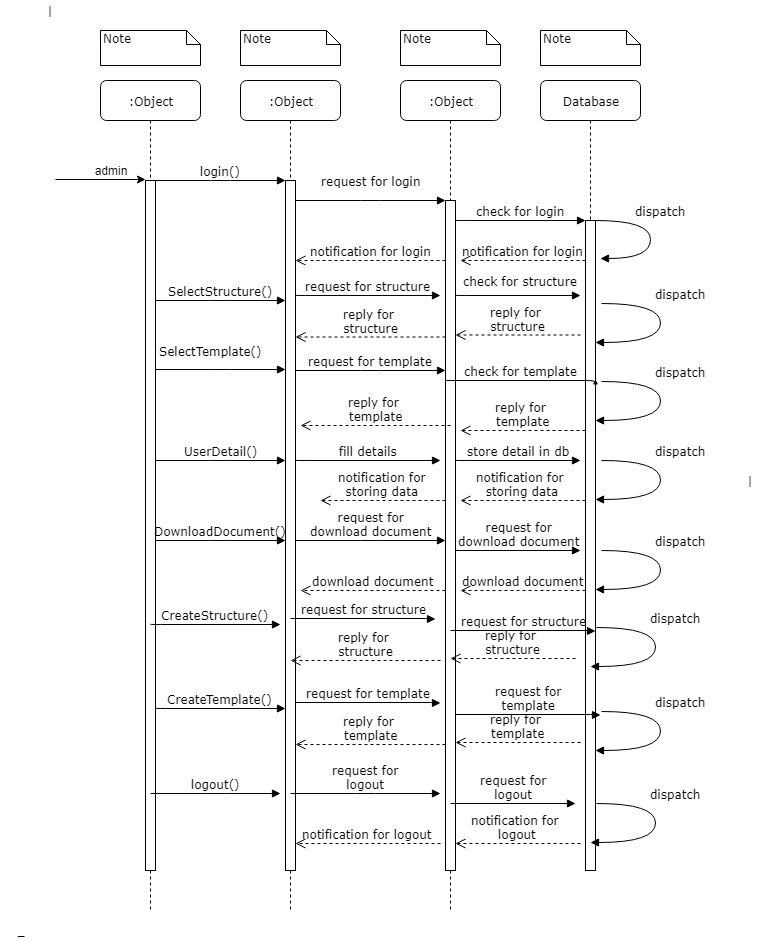 Note
Note
Note
Note
:Object
:Object
:Object
Database
admin
login()
request for login
check for login
dispatch
notification for login
notification for login
SelectStructure()
request for structure
check for structure
dispatch
reply for
structure
reply for
structure
SelectTemplate()
request for template
check for template
dispatch
reply for
template
reply for
template
UserDetail()
fill details
store detail in db
dispatch
notification for
storing data
notification for
storing data
DownloadDocument()
request for
download document
request for
download document
dispatch
download document
download document
CreateStructure()
request for structure
request for structure
dispatch
reply for
structure
reply for
structure
CreateTemplate()
request for template
request for
template
dispatch
reply for
template
reply for
template
logout()
request for
logout
request for
logout
dispatch
notification for logout
notification for
logout